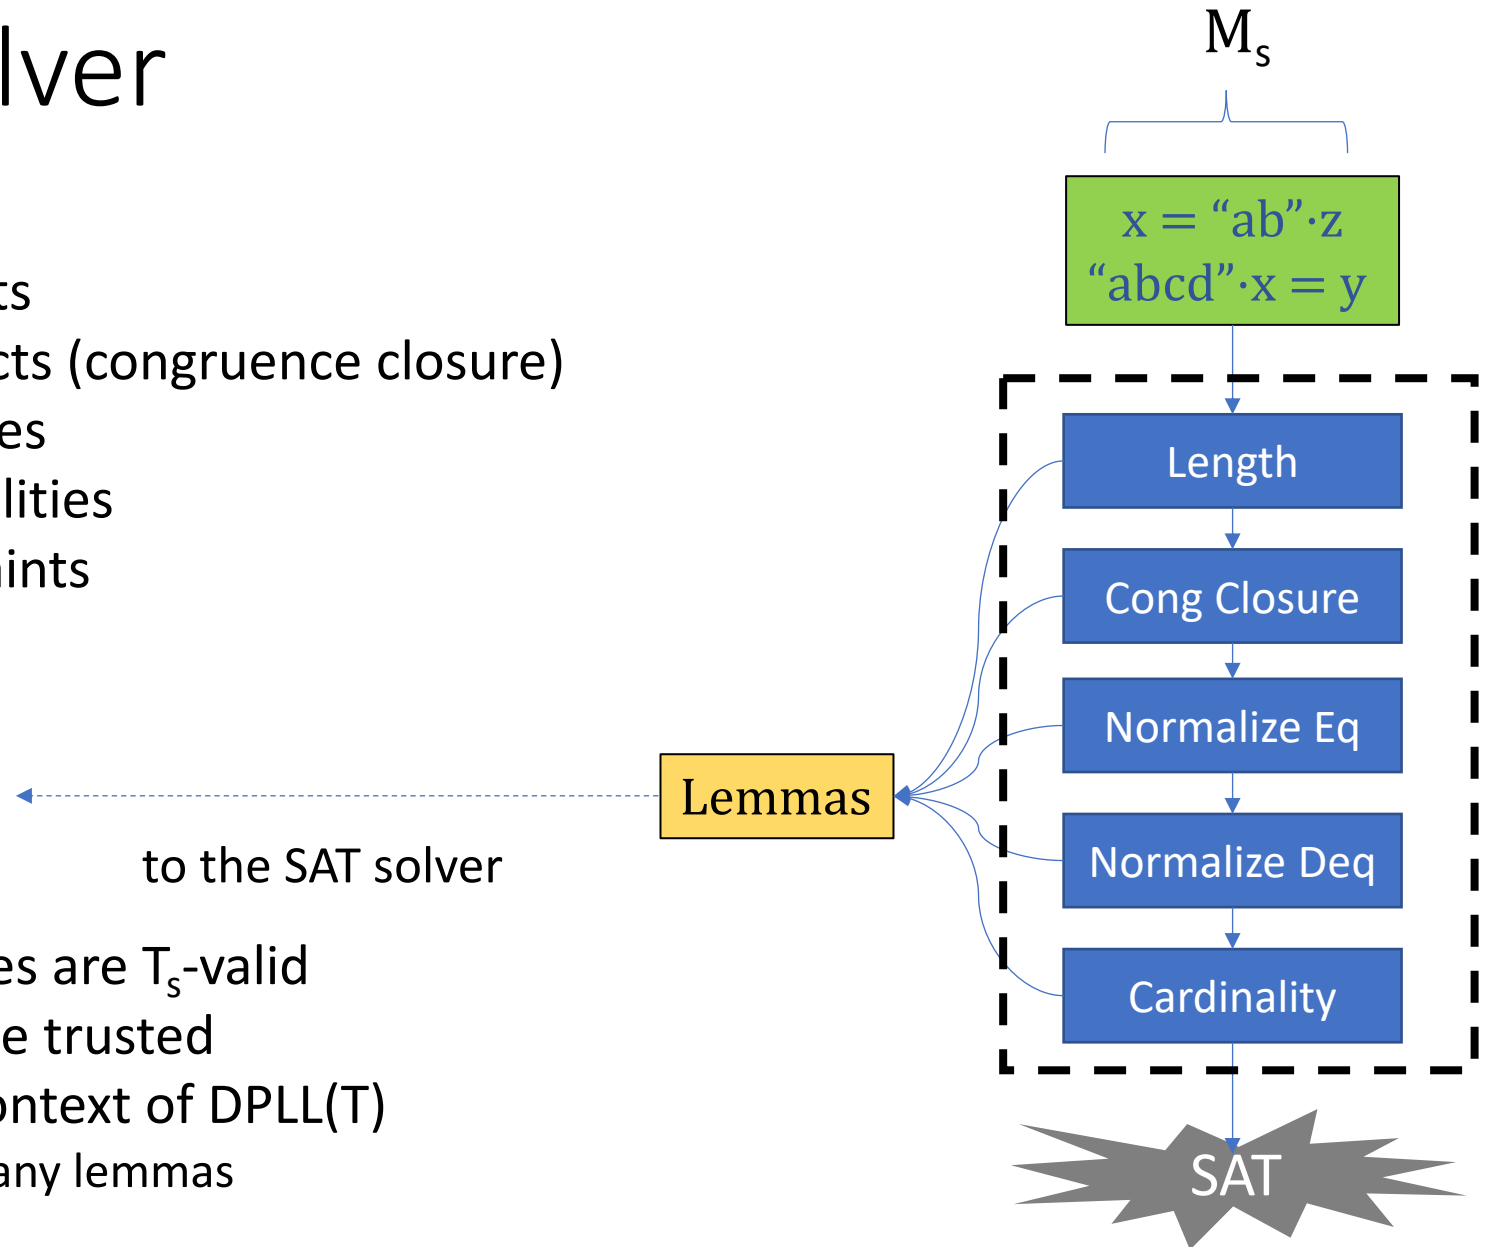 lver
ts
cts (congruence closure)
es
lities
aints
to the SAT solver
es are Tₛ-valid
e trusted
ontext of DPLL(T)
any lemmas
Mₛ
x = “ab”·z
“abcd”·x = y
Length
Cong Closure
Normalize Eq
Lemmas
Normalize Deq
Cardinality
SAT